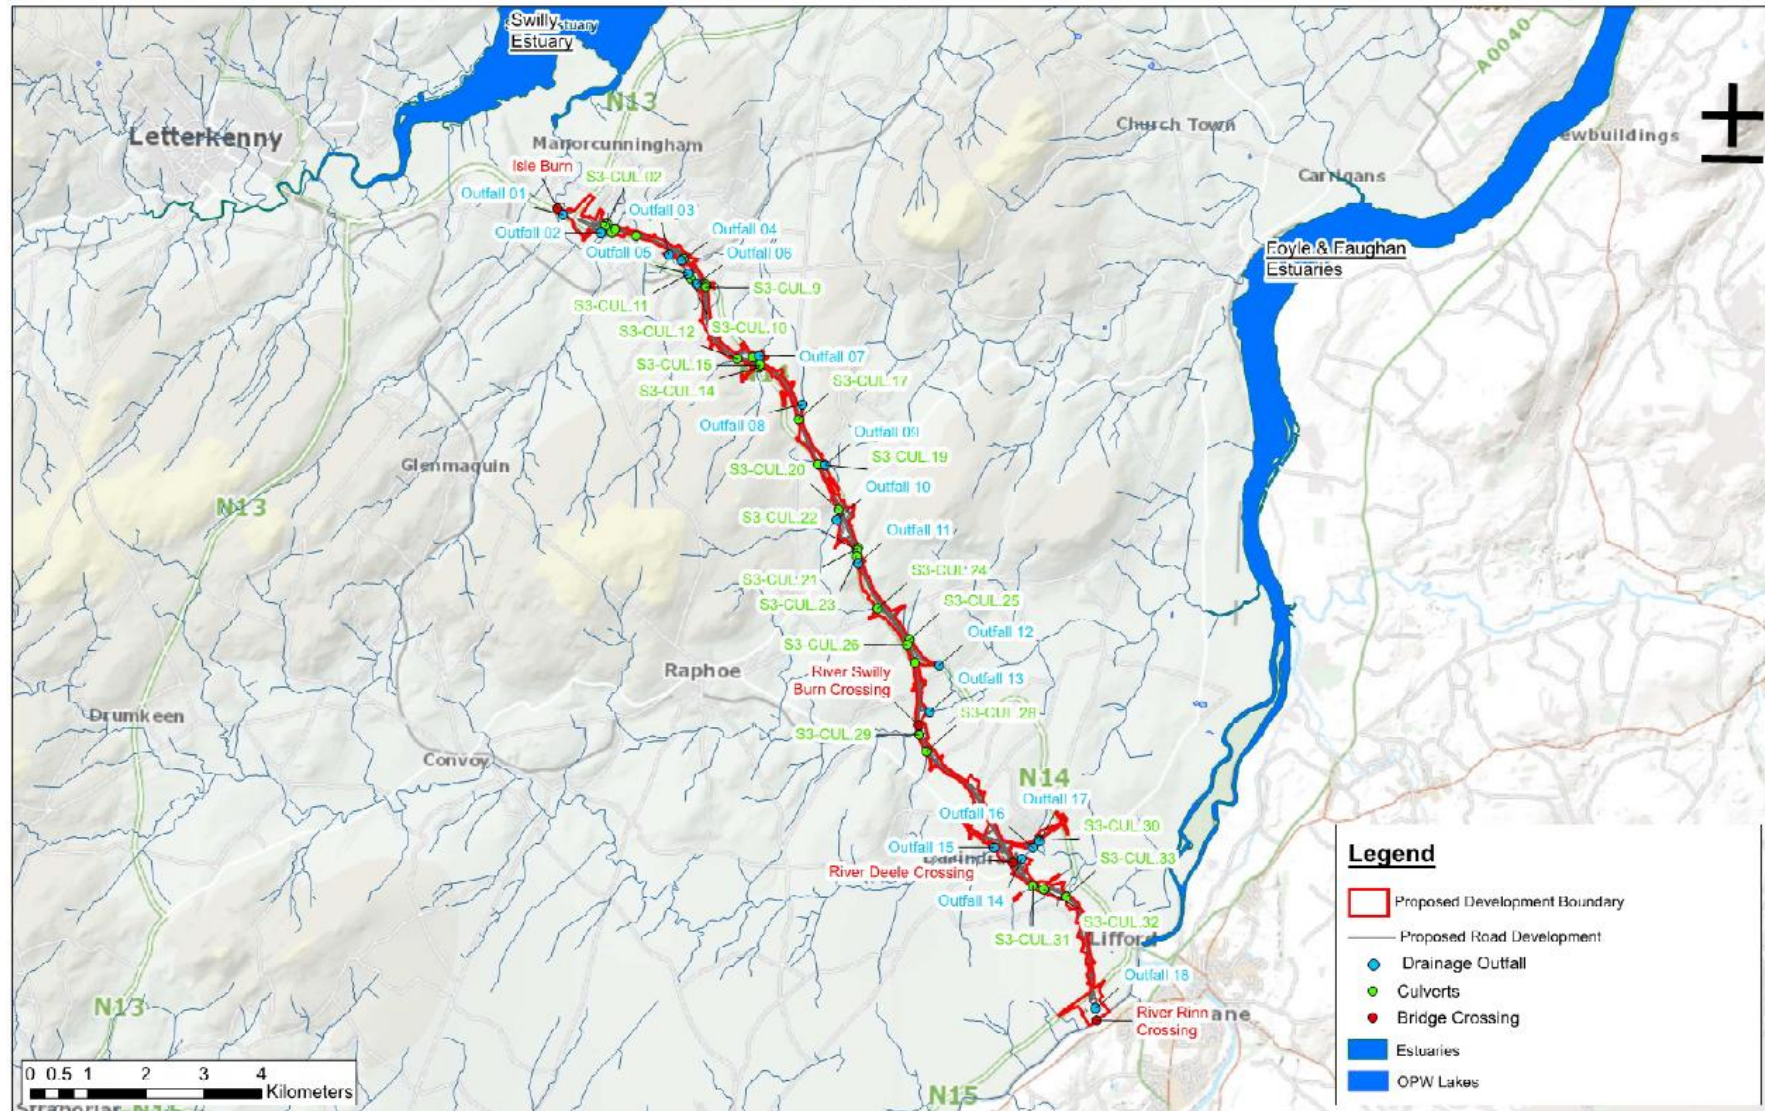 Swilly
Estuary
A0040
N13
Letterkenny
Manorcunningham
Church Town
ewbuildings
Isle Burn
S3-CUL.02
Carrigans
Outfall 01
Outfall 03
Outfall 02
Outfall 04
Outfall 05
Outfall 06
Foyle & Faughan
Estuaries
S3-CUL.9
S3-CUL.11
S3-CUL.12
S3-CUL.10
S3-CUL.15
Outfall 07
S3-CUL.14
S3-CUL.17
Outfall 08
Outfall 09
Glenmaquin
S3-CUL.20
S3-CUL.19
Outfall 10
N13
S3-CUL.22
Outfall 11
S3-CUL.21
S3-CUL.24
S3-CUL.23
S3-CUL.25
Outfall 12
S3-CUL.26
Raphoe
River Swilly
Burn Crossing
Outfall 13
S3-CUL.28
Drumkeen
S3-CUL.29
Convoy
N14
Outfall 17
Outfall 16
S3-CUL.30
Outfall 15
S3-CUL.33
River Deele Crossing
Outfall 14
S3-CUL.32
S3-CUL.31
Lifford
Outfall 18
N13
River Rinn
Crossing
ane
N15
0 0.5 1 2 3 4
Kilometers
Legend
Proposed Development Boundary
Proposed Road Development
Drainage Outfall
Culverts
Bridge Crossing
Estuaries
OPW Lakes